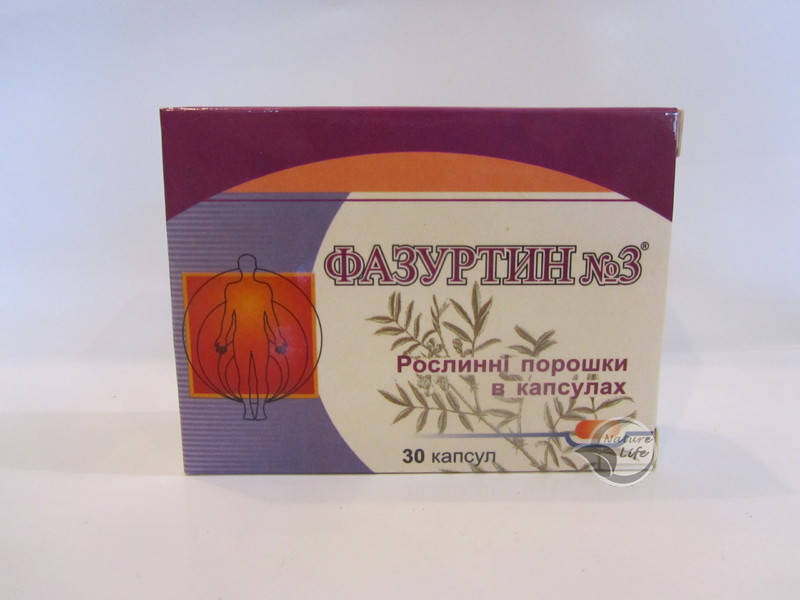 ФАЗУРТИН №3®
Рослинні порошки
в капсулах
30 капсул
Nature
Life